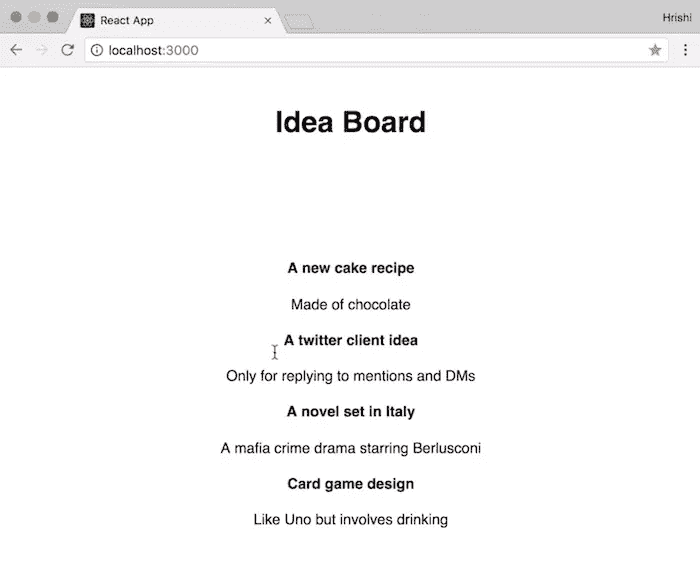 React App
Hrishi
localhost:3000
Idea Board
A new cake recipe
Made of chocolate
A twitter client idea
Only for replying to mentions and DMs
A novel set in Italy
A mafia crime drama starring Berlusconi
Card game design
Like Uno but involves drinking